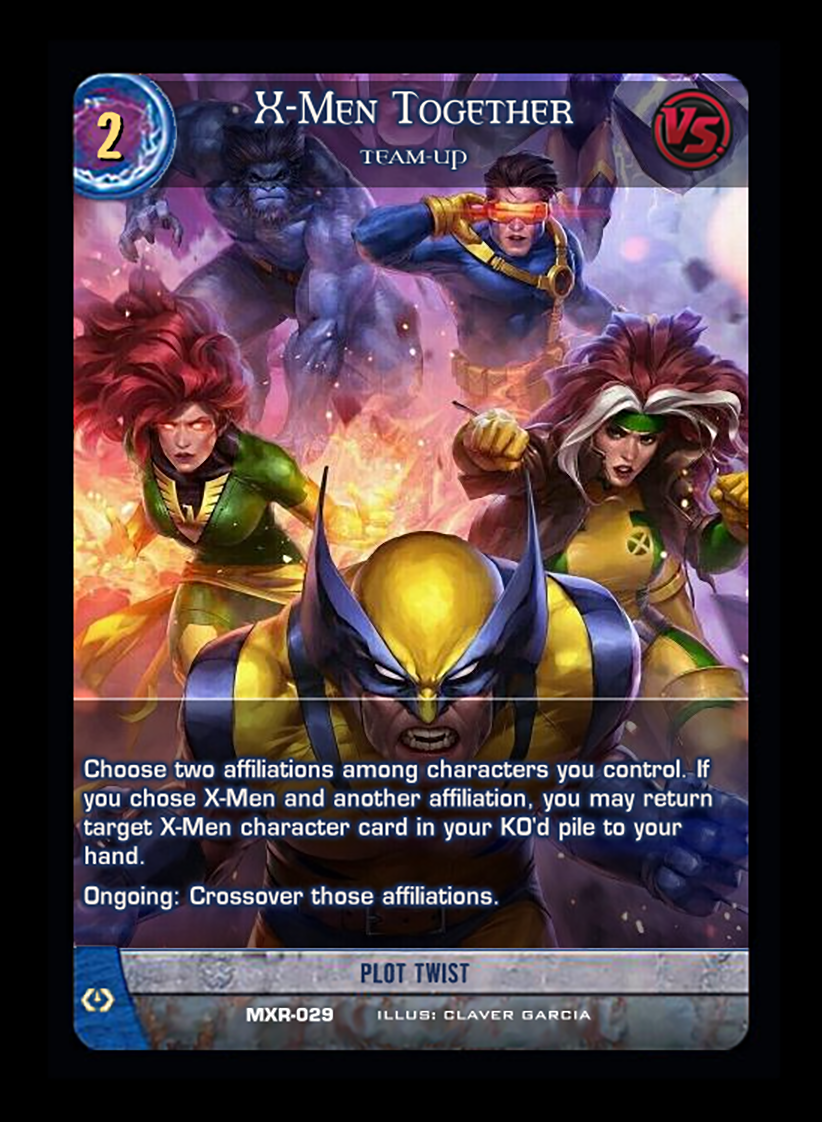 2
X-Men Together
TEAM-UP
VS.
Choose two affiliations among characters you control. If
you chose X-Men and another affiliation, you may return
target X-Men character card in your KO'd pile to your
hand.
Ongoing: Crossover those affiliations.
PLOT TWIST
MXR-029 ILLUS: CLAVER GARCIA